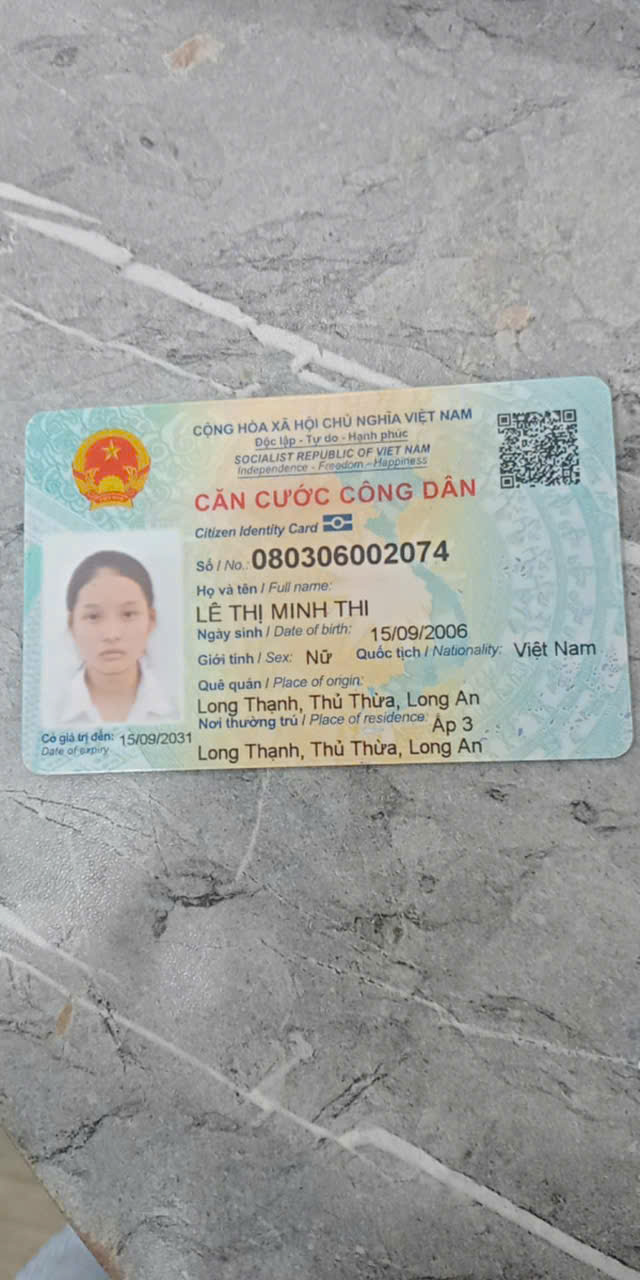 CỘNG HÒA XÃ HỘI CHỦ NGHĨA VIỆT NAM
Độc lập - Tự do - Hạnh phúc
SOCIALIST REPUBLIC OF VIET NAM
Independence - Freedom - Happiness
CĂN CƯỚC CÔNG DÂN
Citizen Identity Card
Số / No.: 080306002074
Họ và tên / Full name:
LÊ THỊ MINH THI
Ngày sinh / Date of birth: 15/09/2006
Giới tính / Sex: Nữ Quốc tịch / Nationality: Việt Nam
Quê quán / Place of origin:
Long Thạnh, Thủ Thừa, Long An
Nơi thường trú / Place of residence: Ấp 3
Long Thạnh, Thủ Thừa, Long An
Có giá trị đến: 15/09/2031
Date of expiry